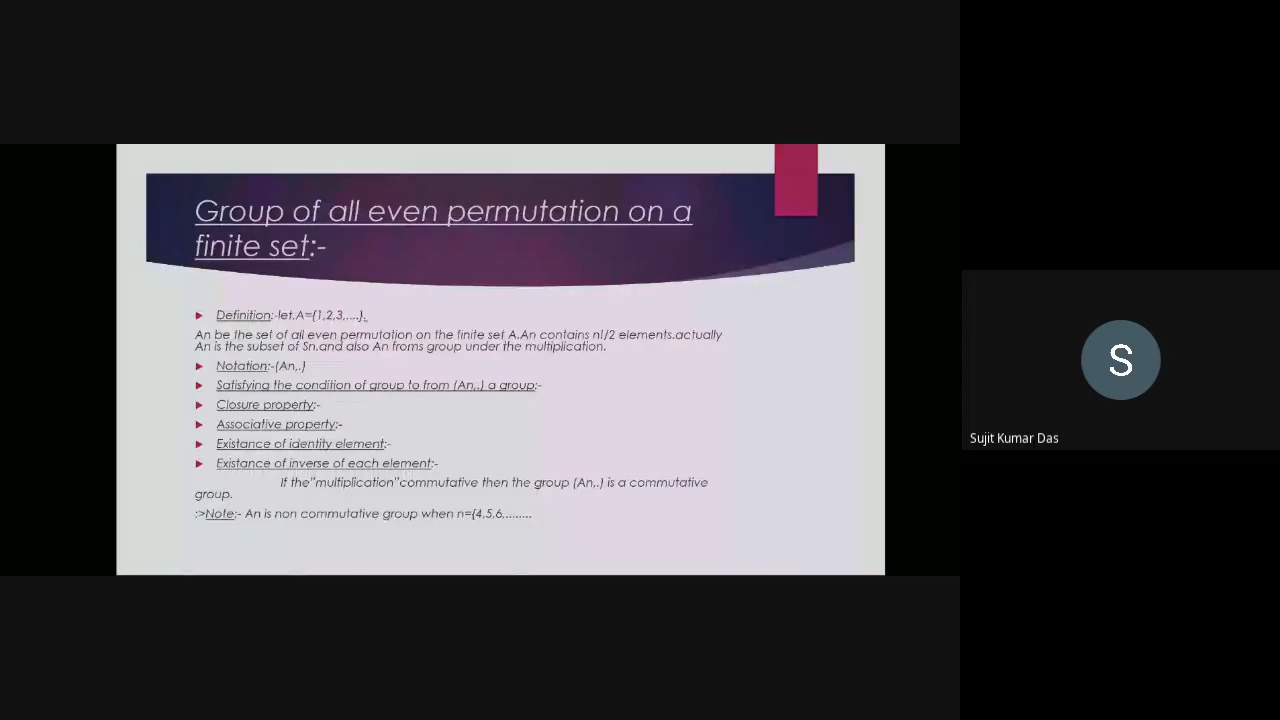 Group of all even permutation on a
finite set:-
Definition:-let,A={1,2,3,....}.
An be the set of all even permutation on the finite set A.An contains n!/2 elements.actually
An is the subset of Sn.and also An froms group under the multiplication.
Notation:-(An,.)
Satisfying the condition of group to from (An,.) a group:-
Closure property:-
Associative property:-
Existance of identity element:-
Existance of inverse of each element:-
If the"multiplication"commutative then the group (An,.) is a commutative
group.
:>Note:- An is non commutative group when n={4,5,6,........
S
Sujit Kumar Das